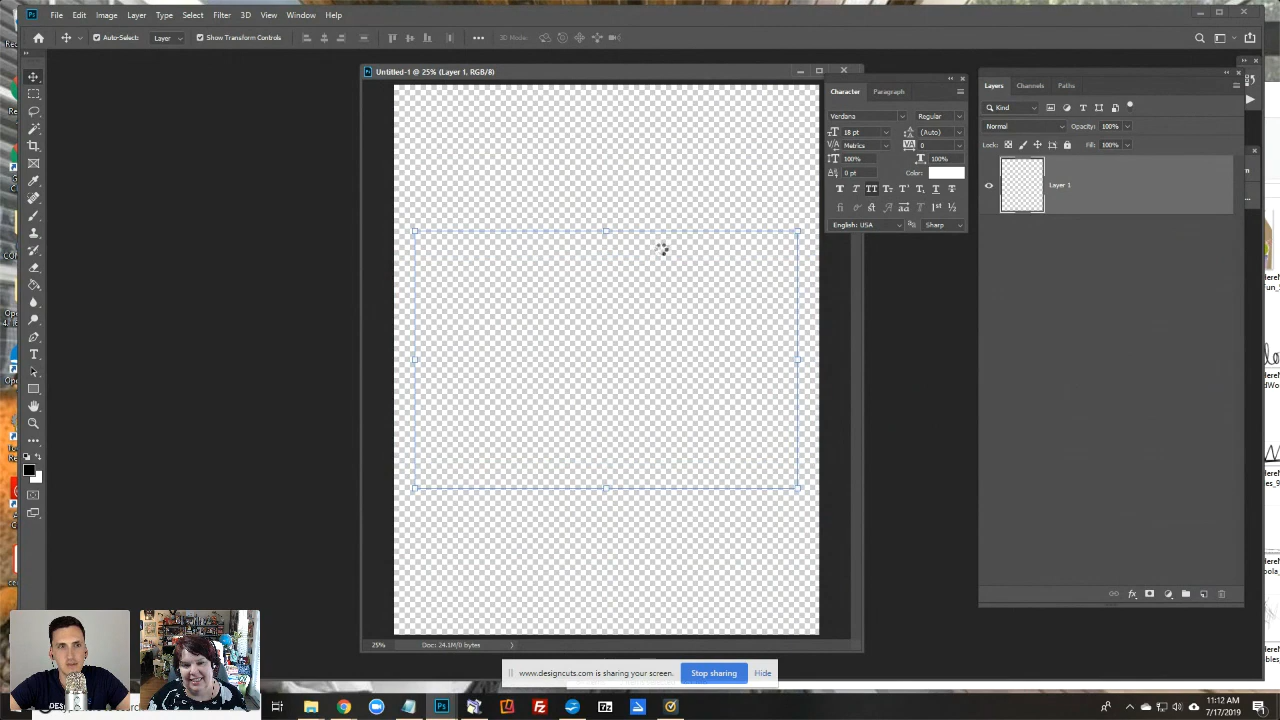 File Edit Image Layer Type Select Filter 3D View Window Help
Auto-Select: Layer Show Transform Controls 3D Mode:
Untitled-1 @ 25% (Layer 1, RGB/8)
Character Paragraph
Verdana Regular
18 pt (Auto)
Metrics 0
100% 100%
0 pt Color:
English: USA Sharp
Layers Channels Paths
Kind
Normal Opacity: 100%
Lock: Fill: 100%
Layer 1
25% Doc: 24.1M/0 bytes
www.designcuts.com is sharing your screen. Stop sharing Hide
11:12 AM
7/17/2019